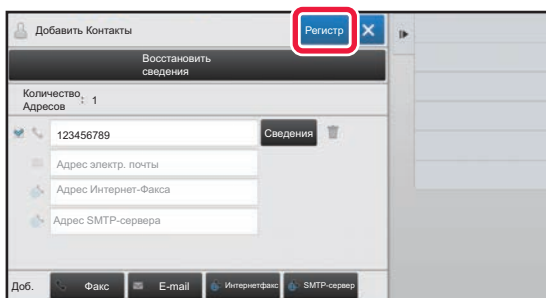 Добавить Контакты
Регистр
Восстановить
сведения
Количество
Адресов : 1
123456789
Сведения
Адрес электр. почты
Адрес Интернет-Факса
Адрес SMTP-сервера
Доб.
Факс
E-mail
Интернетфакс
SMTP-сервер